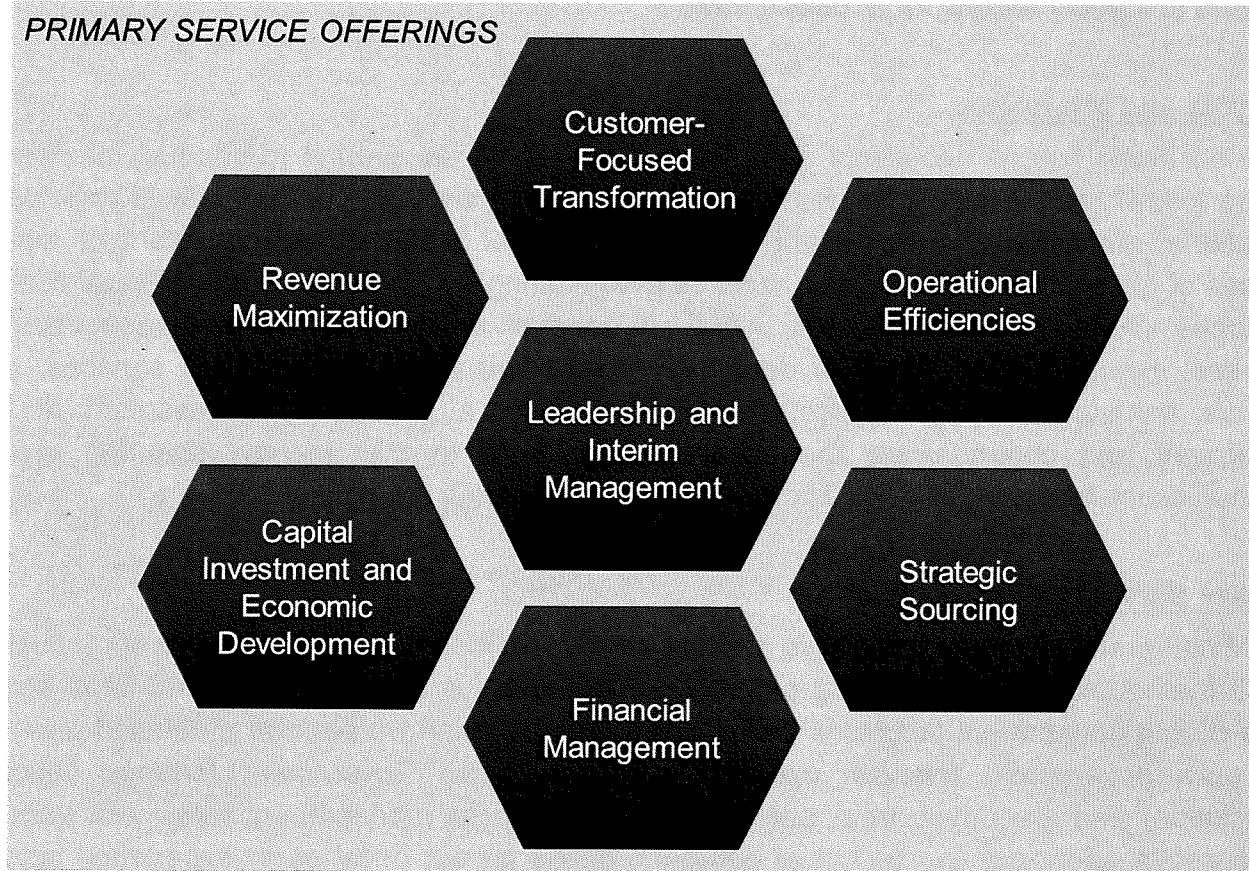 PRIMARY SERVICE OFFERINGS
Customer-
Focused
Transformation
Revenue
Maximization
Operational
Efficiencies
Leadership and
Interim
Management
Capital
Investment and
Economic
Development
Strategic
Sourcing
Financial
Management